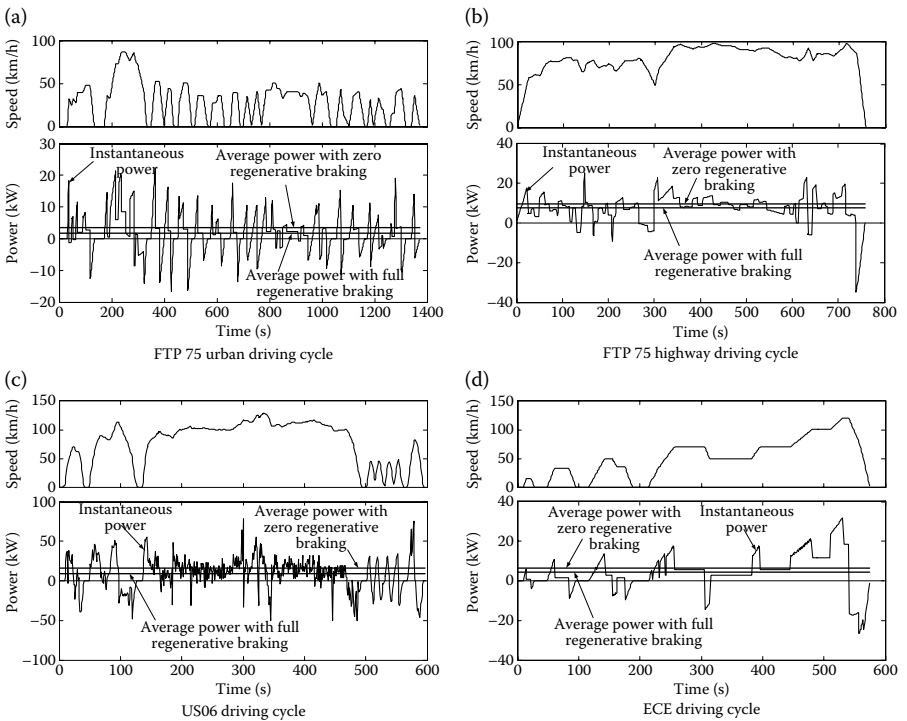 (a)
Speed (km/h)
100
50
0
Power (kW)
30
20
10
0
−10
−20
Instantaneous
power
Average power with zero
regenerative
braking
Average power with full
regenerative braking
0 200 400 600 800 1000 1200 1400
Time (s)
FTP 75 urban driving cycle
(b)
Speed (km/h)
100
50
0
Power (kW)
40
20
0
−20
−40
Instantaneous
power
Average power with
zero regenerative
braking
Average power with full
regenerative braking
0 100 200 300 400 500 600 700 800
Time (s)
FTP 75 highway driving cycle
(c)
Speed (km/h)
150
100
50
0
Power (kW)
100
50
0
−50
−100
Instantaneous
power
Average power with
zero regenerative
braking
Average power with full
regenerative braking
0 100 200 300 400 500 600
Time (s)
US06 driving cycle
(d)
Speed (km/h)
150
100
50
0
Power (kW)
40
20
0
−20
−40
Average power with
zero regenerative
braking
Instantaneous
power
Average power with full
regenerative braking
0 100 200 300 400 500 600
Time (s)
ECE driving cycle